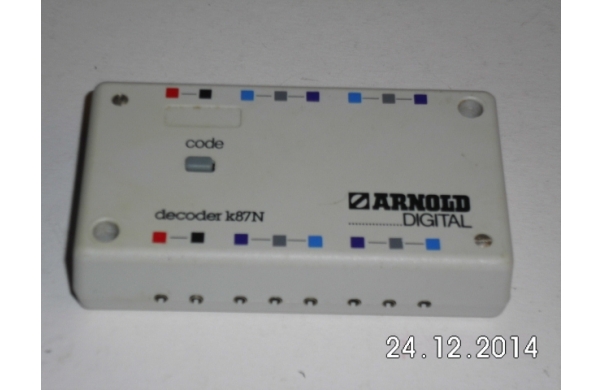 code
decoder k87N
ARNOLD
DIGITAL
24.12.2014